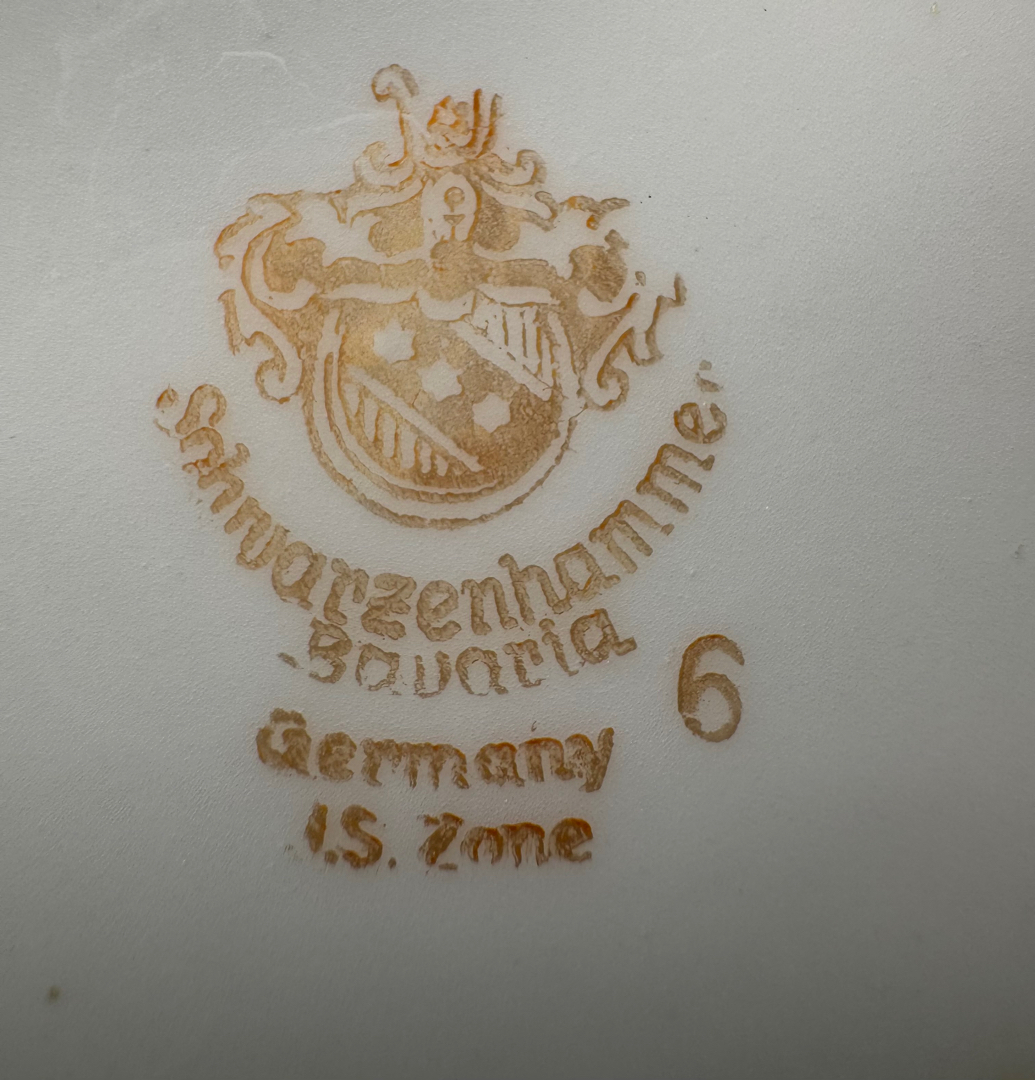 Schwarzenhammer
Bavaria
6
Germany
.S. Zone